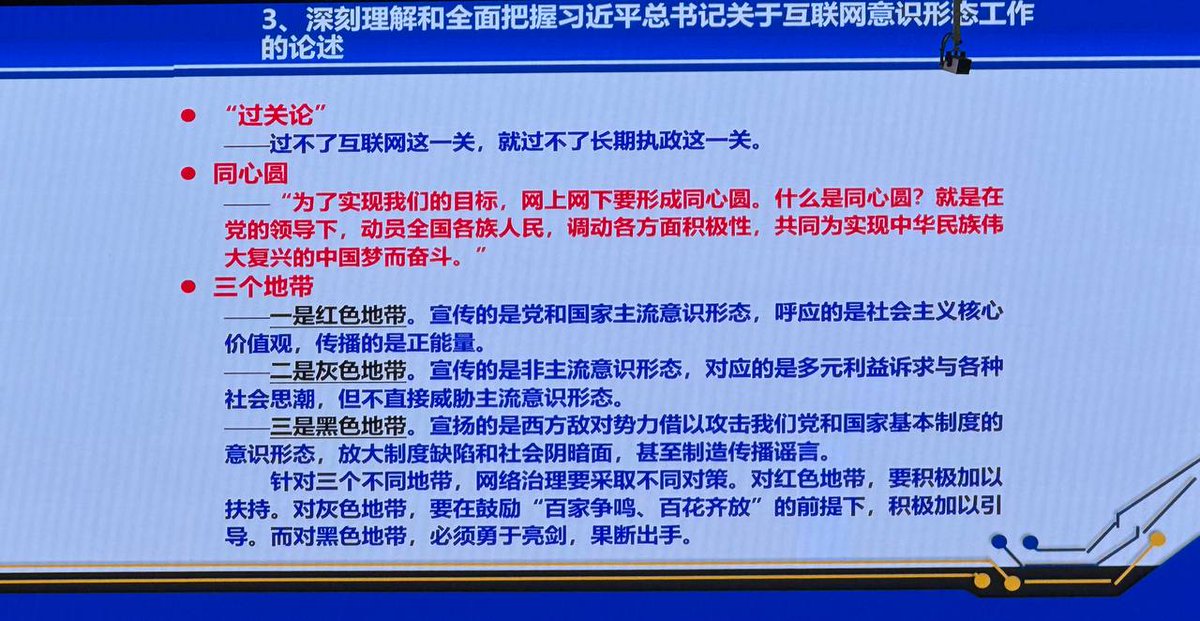 3、深刻理解和全面把握习近平总书记关于互联网意识形态工作
的论述
● “过关论”
——过不了互联网这一关，就过不了长期执政这一关。
● 同心圆
——“为了实现我们的目标，网上网下要形成同心圆。什么是同心圆？就是在
党的领导下，动员全国各族人民，调动各方面积极性，共同为实现中华民族伟
大复兴的中国梦而奋斗。”
● 三个地带
——一是红色地带。宣传的是党和国家主流意识形态，呼应的是社会主义核心
价值观，传播的是正能量。
——二是灰色地带。宣传的是非主流意识形态，对应的是多元利益诉求与各种
社会思潮，但不直接威胁主流意识形态。
——三是黑色地带。宣扬的是西方敌对势力借以攻击我们党和国家基本制度的
意识形态，放大制度缺陷和社会阴暗面，甚至制造传播谣言。
针对三个不同地带，网络治理要采取不同对策。对红色地带，要积极加以
扶持。对灰色地带，要在鼓励“百家争鸣、百花齐放”的前提下，积极加以引
导。而对黑色地带，必须勇于亮剑，果断出手。